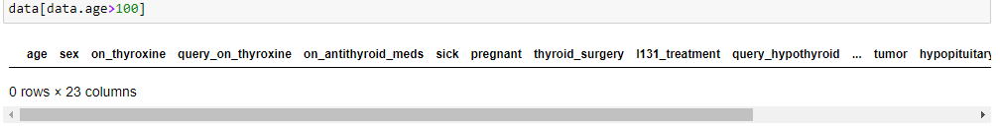 data[data.age>100]
age sex on_thyroxine query_on_thyroxine on_antithyroid_meds sick pregnant thyroid_surgery I131_treatment query_hypothyroid ... tumor hypopituitary
0 rows × 23 columns